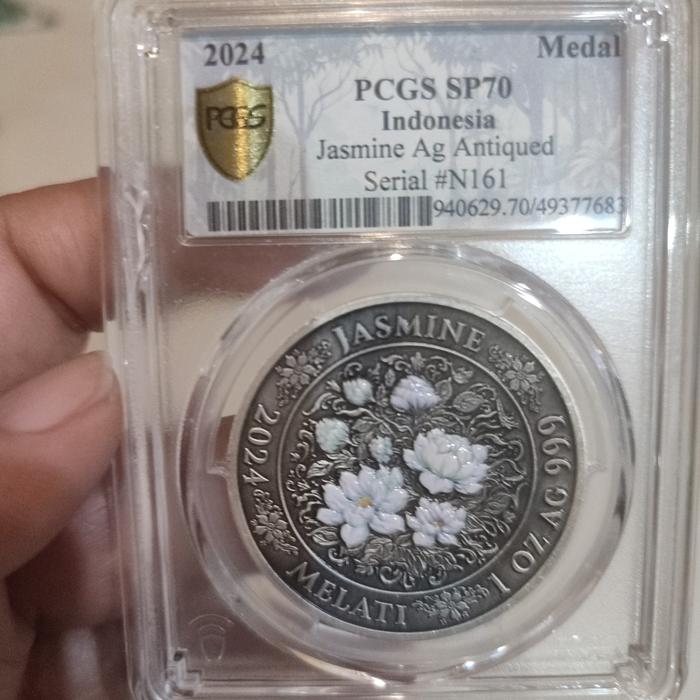 2024
Medal
PCGS SP70
PCGS
Indonesia
Jasmine Ag Antiqued
Serial #N161
940629.70/49377683
JASMINE
2024
999
1 OZ AG
MELATI